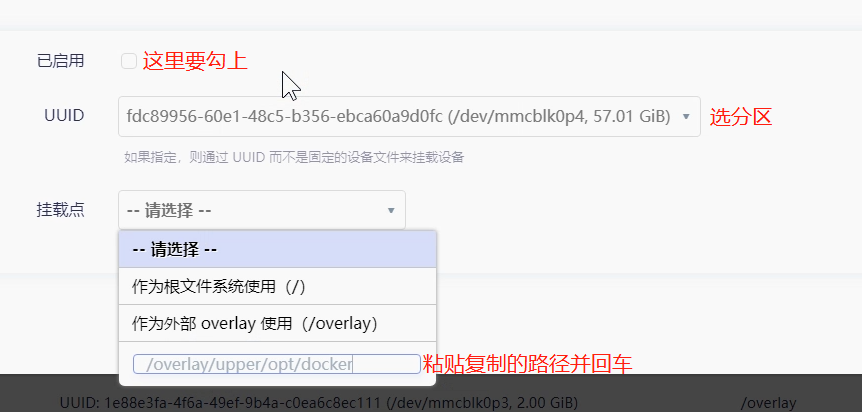 已启用 这里要勾上
UUID fdc89956-60e1-48c5-b356-ebca60a9d0fc (/dev/mmcblk0p4, 57.01 GiB) 选分区
如果指定，则通过 UUID 而不是固定的设备文件来挂载设备
挂载点 -- 请选择 --
-- 请选择 --
作为根文件系统使用（/）
作为外部 overlay 使用（/overlay）
/overlay/upper/opt/docker 粘贴复制的路径并回车
UUID: 1e88e3fa-4f6a-49ef-9b4a-c0ea6c8ec111 (/dev/mmcblk0p3, 2.00 GiB) /overlay